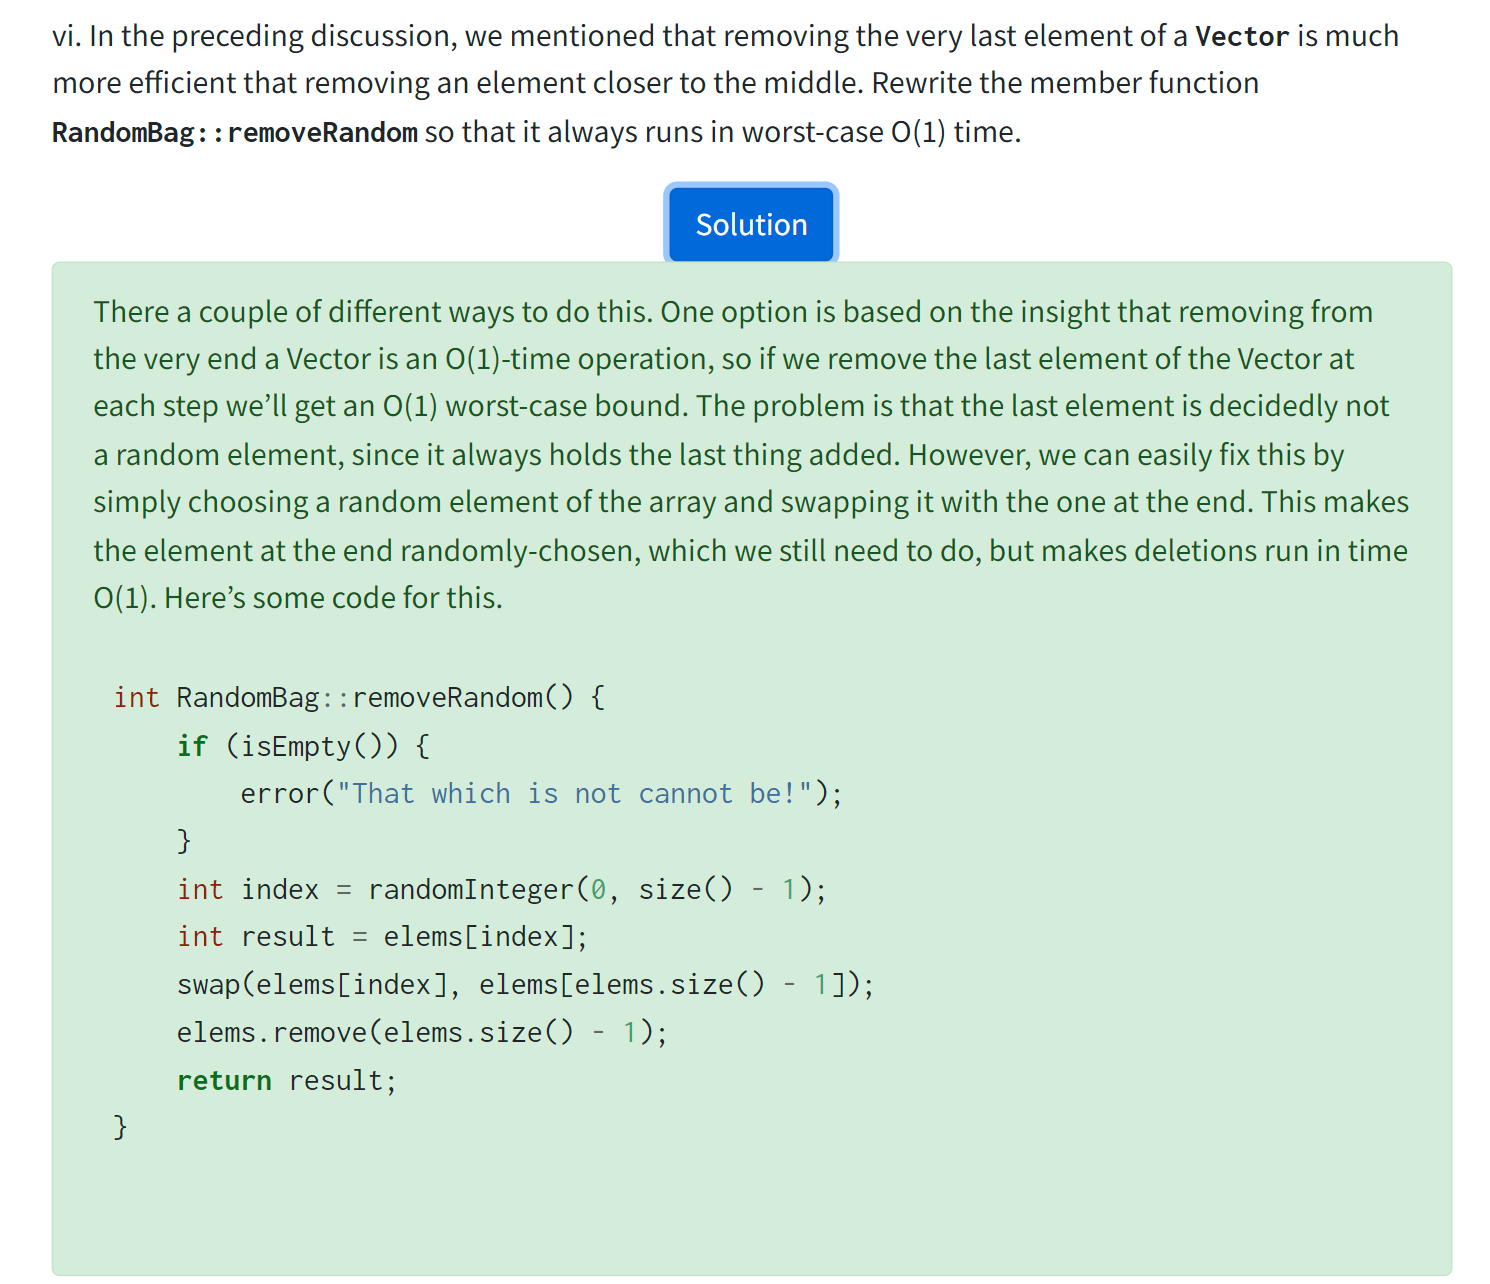 vi. In the preceding discussion, we mentioned that removing the very last element of a Vector is much
more efficient that removing an element closer to the middle. Rewrite the member function
RandomBag::removeRandom so that it always runs in worst-case O(1) time.
Solution
There a couple of different ways to do this. One option is based on the insight that removing from
the very end a Vector is an O(1)-time operation, so if we remove the last element of the Vector at
each step we’ll get an O(1) worst-case bound. The problem is that the last element is decidedly not
a random element, since it always holds the last thing added. However, we can easily fix this by
simply choosing a random element of the array and swapping it with the one at the end. This makes
the element at the end randomly-chosen, which we still need to do, but makes deletions run in time
O(1). Here’s some code for this.
int RandomBag::removeRandom() {
    if (isEmpty()) {
        error("That which is not cannot be!");
    }
    int index = randomInteger(0, size() - 1);
    int result = elems[index];
    swap(elems[index], elems[elems.size() - 1]);
    elems.remove(elems.size() - 1);
    return result;
}